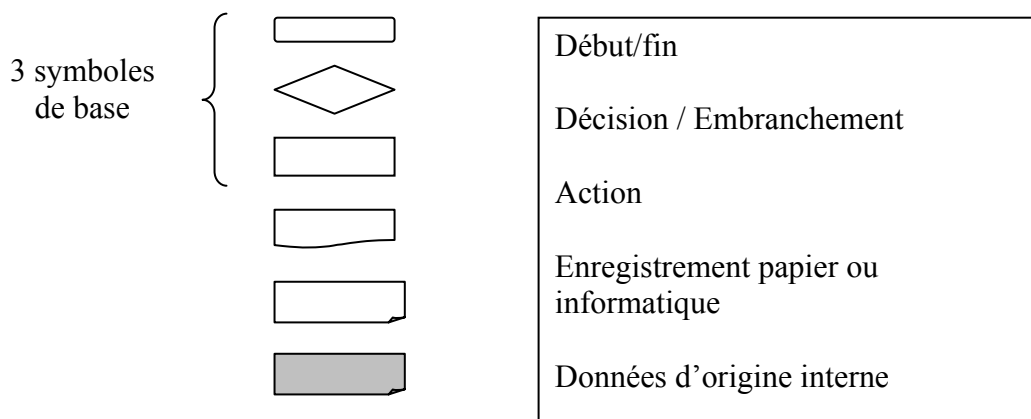 3 symboles
de base
Début/fin
Décision / Embranchement
Action
Enregistrement papier ou
informatique
Données d’origine interne